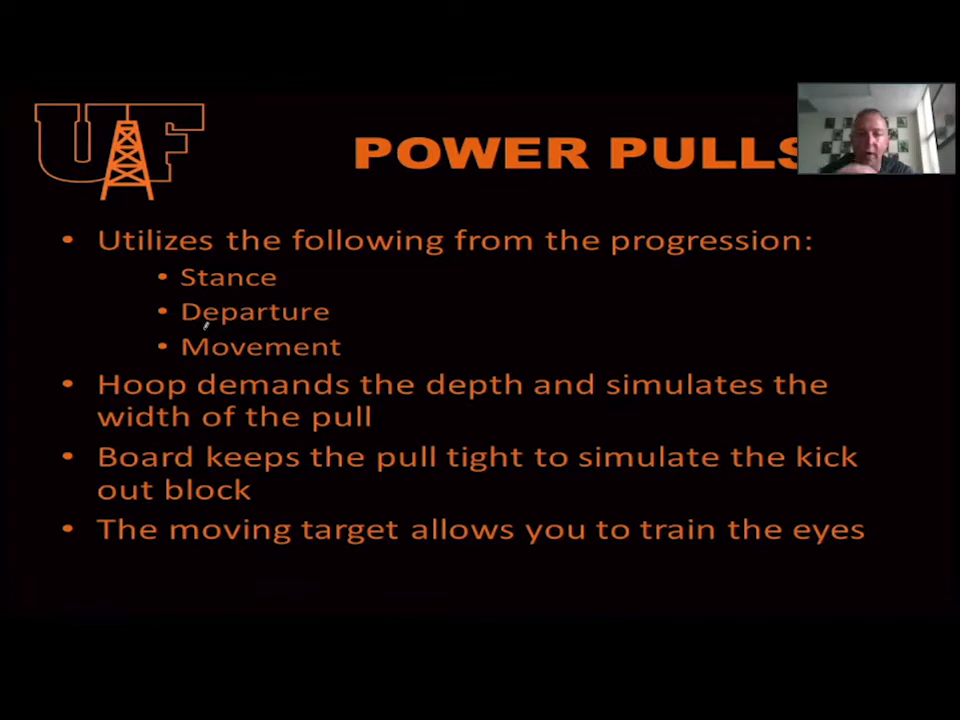 UF
POWER PULLS
• Utilizes the following from the progression:
• Stance
• Departure
• Movement
• Hoop demands the depth and simulates the
width of the pull
• Board keeps the pull tight to simulate the kick
out block
• The moving target allows you to train the eyes